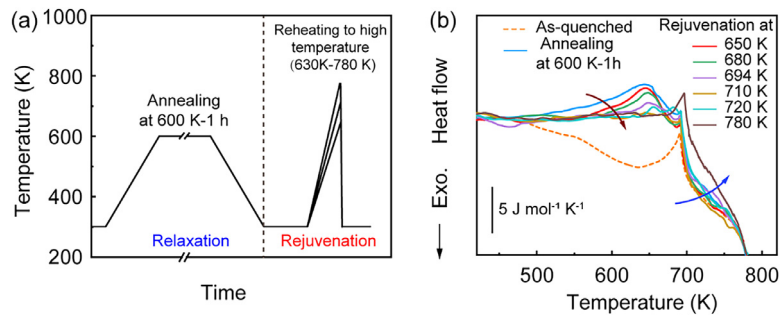 (a)
1000
800
600
400
200
Temperature (K)
Time
Annealing
at 600 K-1 h
Reheating to high
temperature
(630K-780 K)
Relaxation
Rejuvenation
(b)
As-quenched
Annealing
at 600 K-1h
Rejuvenation at
650 K
680 K
694 K
710 K
720 K
780 K
Exo. Heat flow
5 J mol⁻¹ K⁻¹
500
600
700
800
Temperature (K)